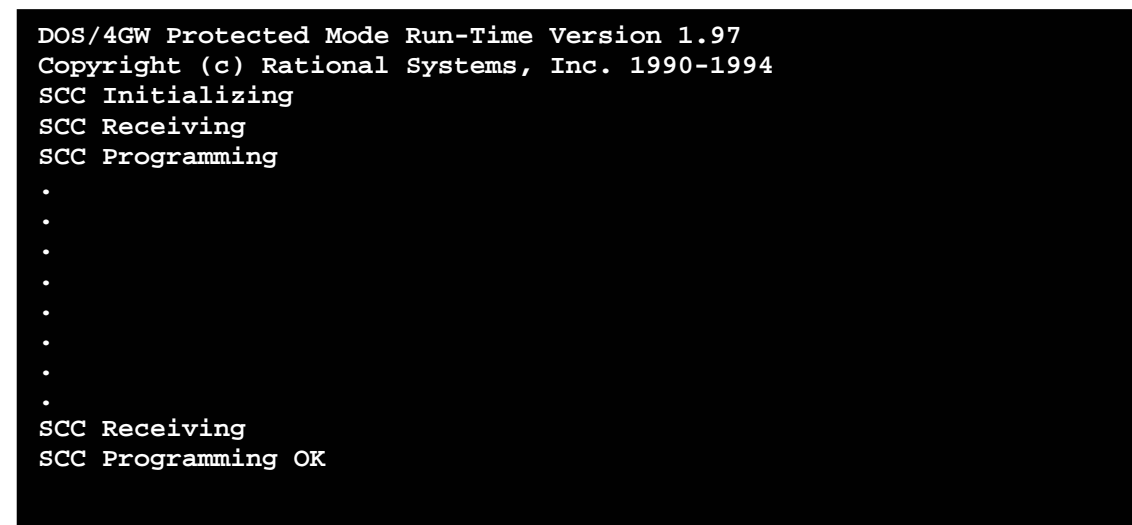 DOS/4GW Protected Mode Run-Time Version 1.97
Copyright (c) Rational Systems, Inc. 1990-1994
SCC Initializing
SCC Receiving
SCC Programming
.
.
.
.
.
.
.
.
SCC Receiving
SCC Programming OK